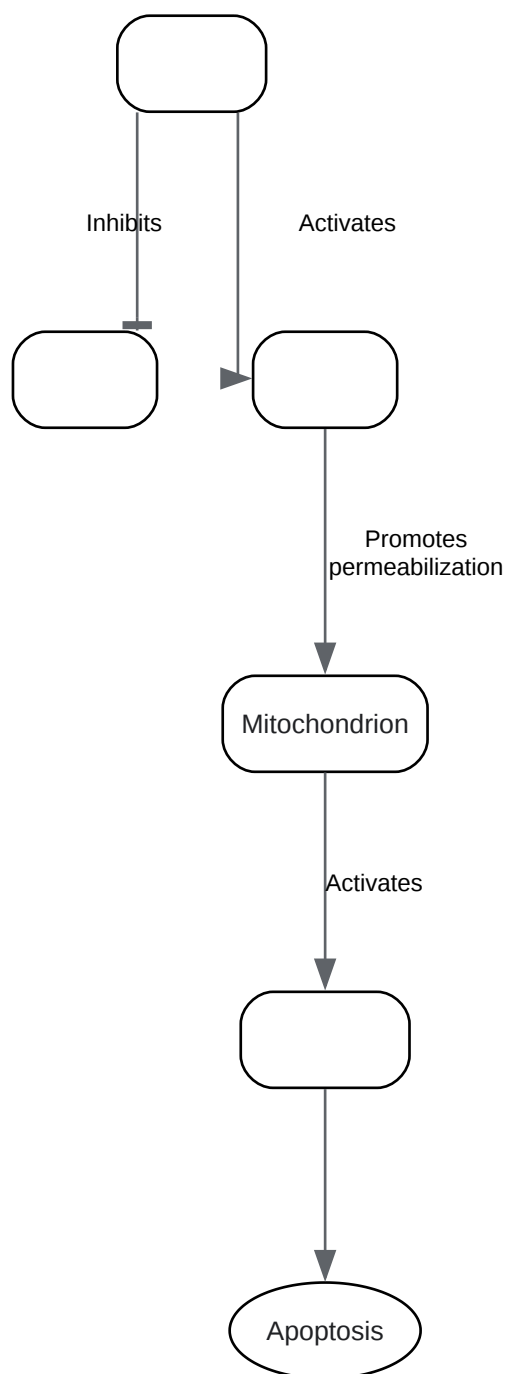 Inhibits
Activates
Promotes
permeabilization
Mitochondrion
Activates
Apoptosis